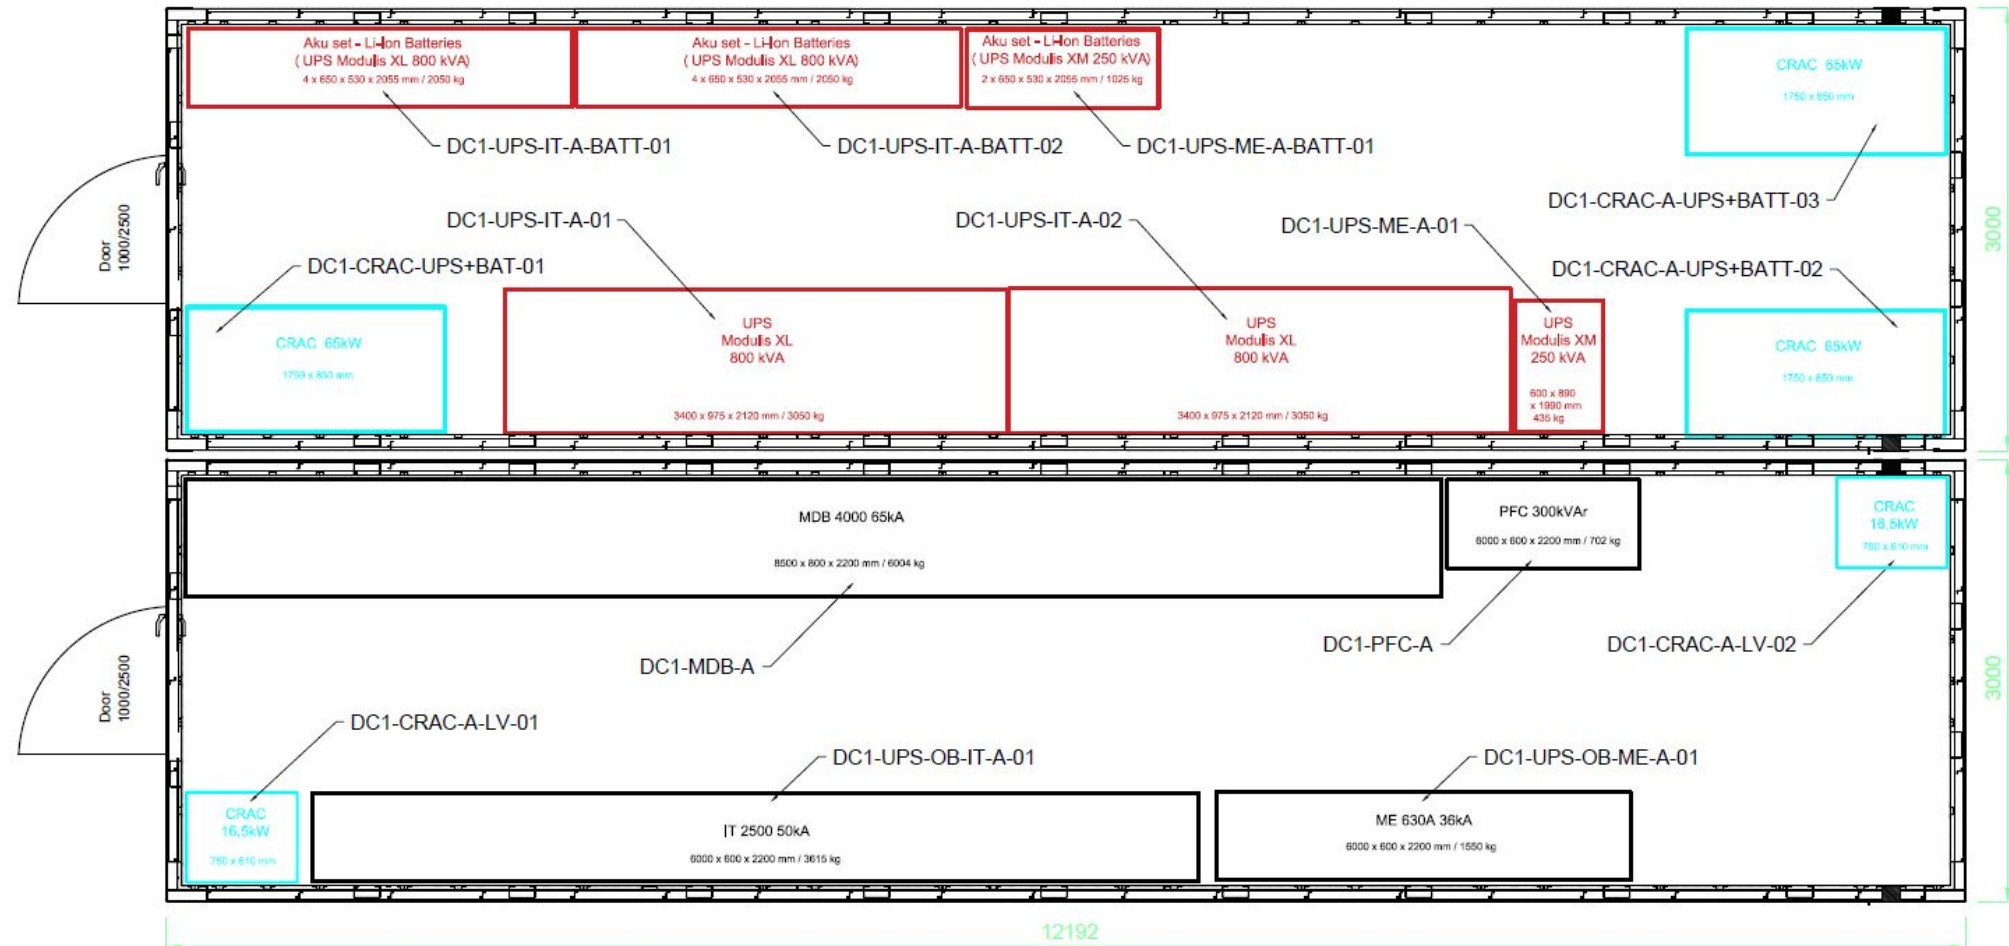 Aku set - Li-Ion Batteries
( UPS Modulis XL 800 kVA)
4 x 650 x 530 x 2055 mm / 2050 kg
Aku set - Li-Ion Batteries
( UPS Modulis XL 800 kVA)
4 x 650 x 530 x 2055 mm / 2050 kg
Aku set - Li-Ion Batteries
( UPS Modulis XM 250 kVA)
2 x 650 x 530 x 2055 mm / 1025 kg
CRAC 65kW
1750 x 850 mm
DC1-UPS-IT-A-BATT-01
DC1-UPS-IT-A-BATT-02
DC1-UPS-ME-A-BATT-01
DC1-CRAC-A-UPS+BATT-03
DC1-UPS-IT-A-01
DC1-UPS-IT-A-02
DC1-UPS-ME-A-01
DC1-CRAC-UPS+BAT-01
DC1-CRAC-A-UPS+BATT-02
Door
1000/2500
3000
CRAC 65kW
1750 x 850 mm
UPS
Modulis XL
800 kVA
3400 x 975 x 2120 mm / 3050 kg
UPS
Modulis XL
800 kVA
3400 x 975 x 2120 mm / 3050 kg
UPS
Modulis XM
250 kVA
600 x 890
x 1990 mm
435 kg
CRAC 65kW
1750 x 850 mm
MDB 4000 65kA
8500 x 800 x 2200 mm / 6004 kg
PFC 300kVAr
6000 x 600 x 2200 mm / 702 kg
CRAC
16,5kW
750 x 610 mm
DC1-MDB-A
DC1-PFC-A
DC1-CRAC-A-LV-02
Door
1000/2500
3000
DC1-CRAC-A-LV-01
DC1-UPS-OB-IT-A-01
DC1-UPS-OB-ME-A-01
CRAC
16,5kW
750 x 610 mm
IT 2500 50kA
6000 x 600 x 2200 mm / 3615 kg
ME 630A 36kA
6000 x 600 x 2200 mm / 1550 kg
12192